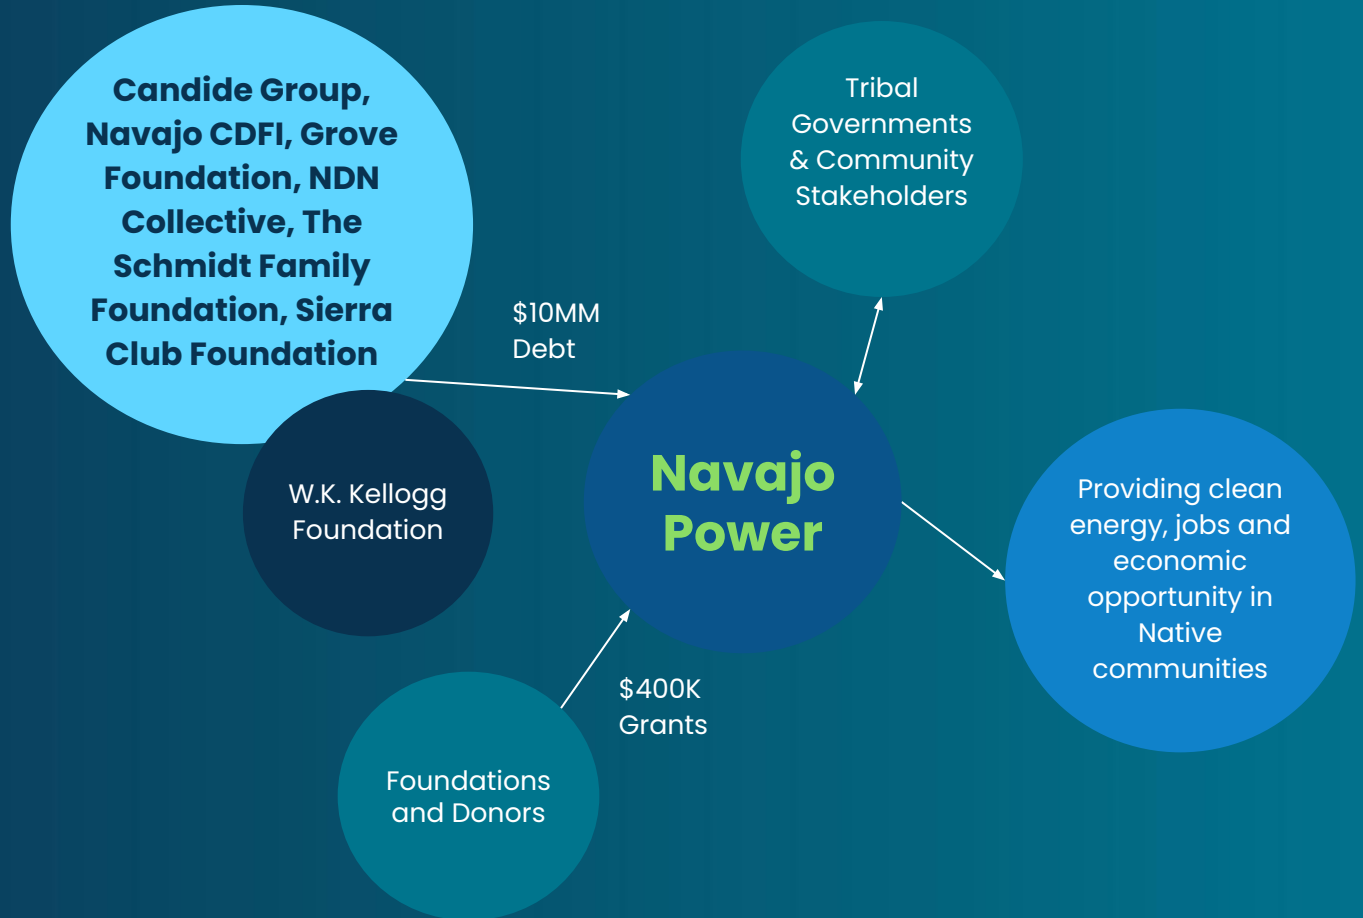 Candide Group,
Navajo CDFI, Grove
Foundation, NDN
Collective, The
Schmidt Family
Foundation, Sierra
Club Foundation
Tribal
Governments
& Community
Stakeholders
$10MM
Debt
W.K. Kellogg
Foundation
Navajo
Power
Providing clean
energy, jobs and
economic
opportunity in
Native
communities
$400K
Grants
Foundations
and Donors